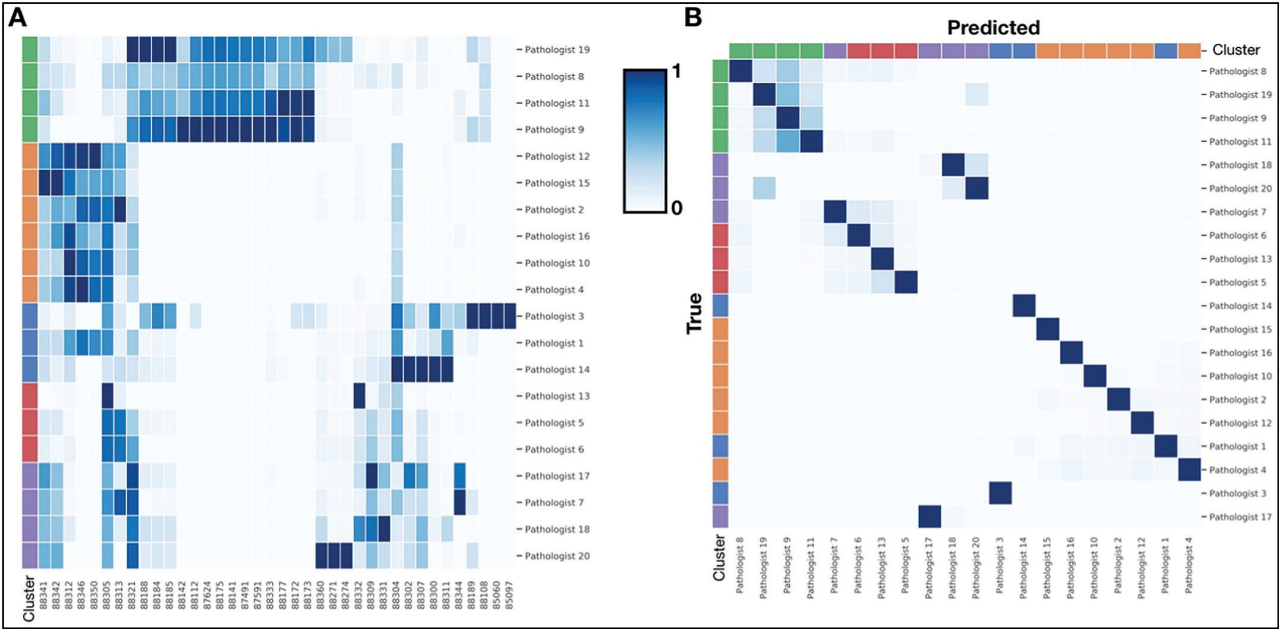 A
Pathologist 19
Pathologist 8
Pathologist 11
Pathologist 9
Pathologist 12
Pathologist 15
Pathologist 2
Pathologist 16
Pathologist 10
Pathologist 4
Pathologist 3
Pathologist 1
Pathologist 14
Pathologist 13
Pathologist 5
Pathologist 6
Pathologist 17
Pathologist 7
Pathologist 18
Pathologist 20
Cluster
88341
88342
88312
88346
88350
88305
88313
88321
88188
88184
88185
88142
88112
87624
88175
88141
87491
87591
88333
88177
88172
88173
88360
88271
88274
88332
88309
88331
88304
88302
88307
88300
88311
88344
88189
88108
85060
85097
1
0
B
Predicted
Cluster
Pathologist 8
Pathologist 19
Pathologist 9
Pathologist 11
Pathologist 18
Pathologist 20
Pathologist 7
Pathologist 6
Pathologist 13
Pathologist 5
Pathologist 14
Pathologist 15
Pathologist 16
Pathologist 10
Pathologist 2
Pathologist 12
Pathologist 1
Pathologist 4
Pathologist 3
Pathologist 17
True
Cluster
Pathologist 8
Pathologist 19
Pathologist 9
Pathologist 11
Pathologist 7
Pathologist 6
Pathologist 13
Pathologist 5
Pathologist 17
Pathologist 18
Pathologist 20
Pathologist 3
Pathologist 14
Pathologist 15
Pathologist 16
Pathologist 10
Pathologist 2
Pathologist 12
Pathologist 1
Pathologist 4